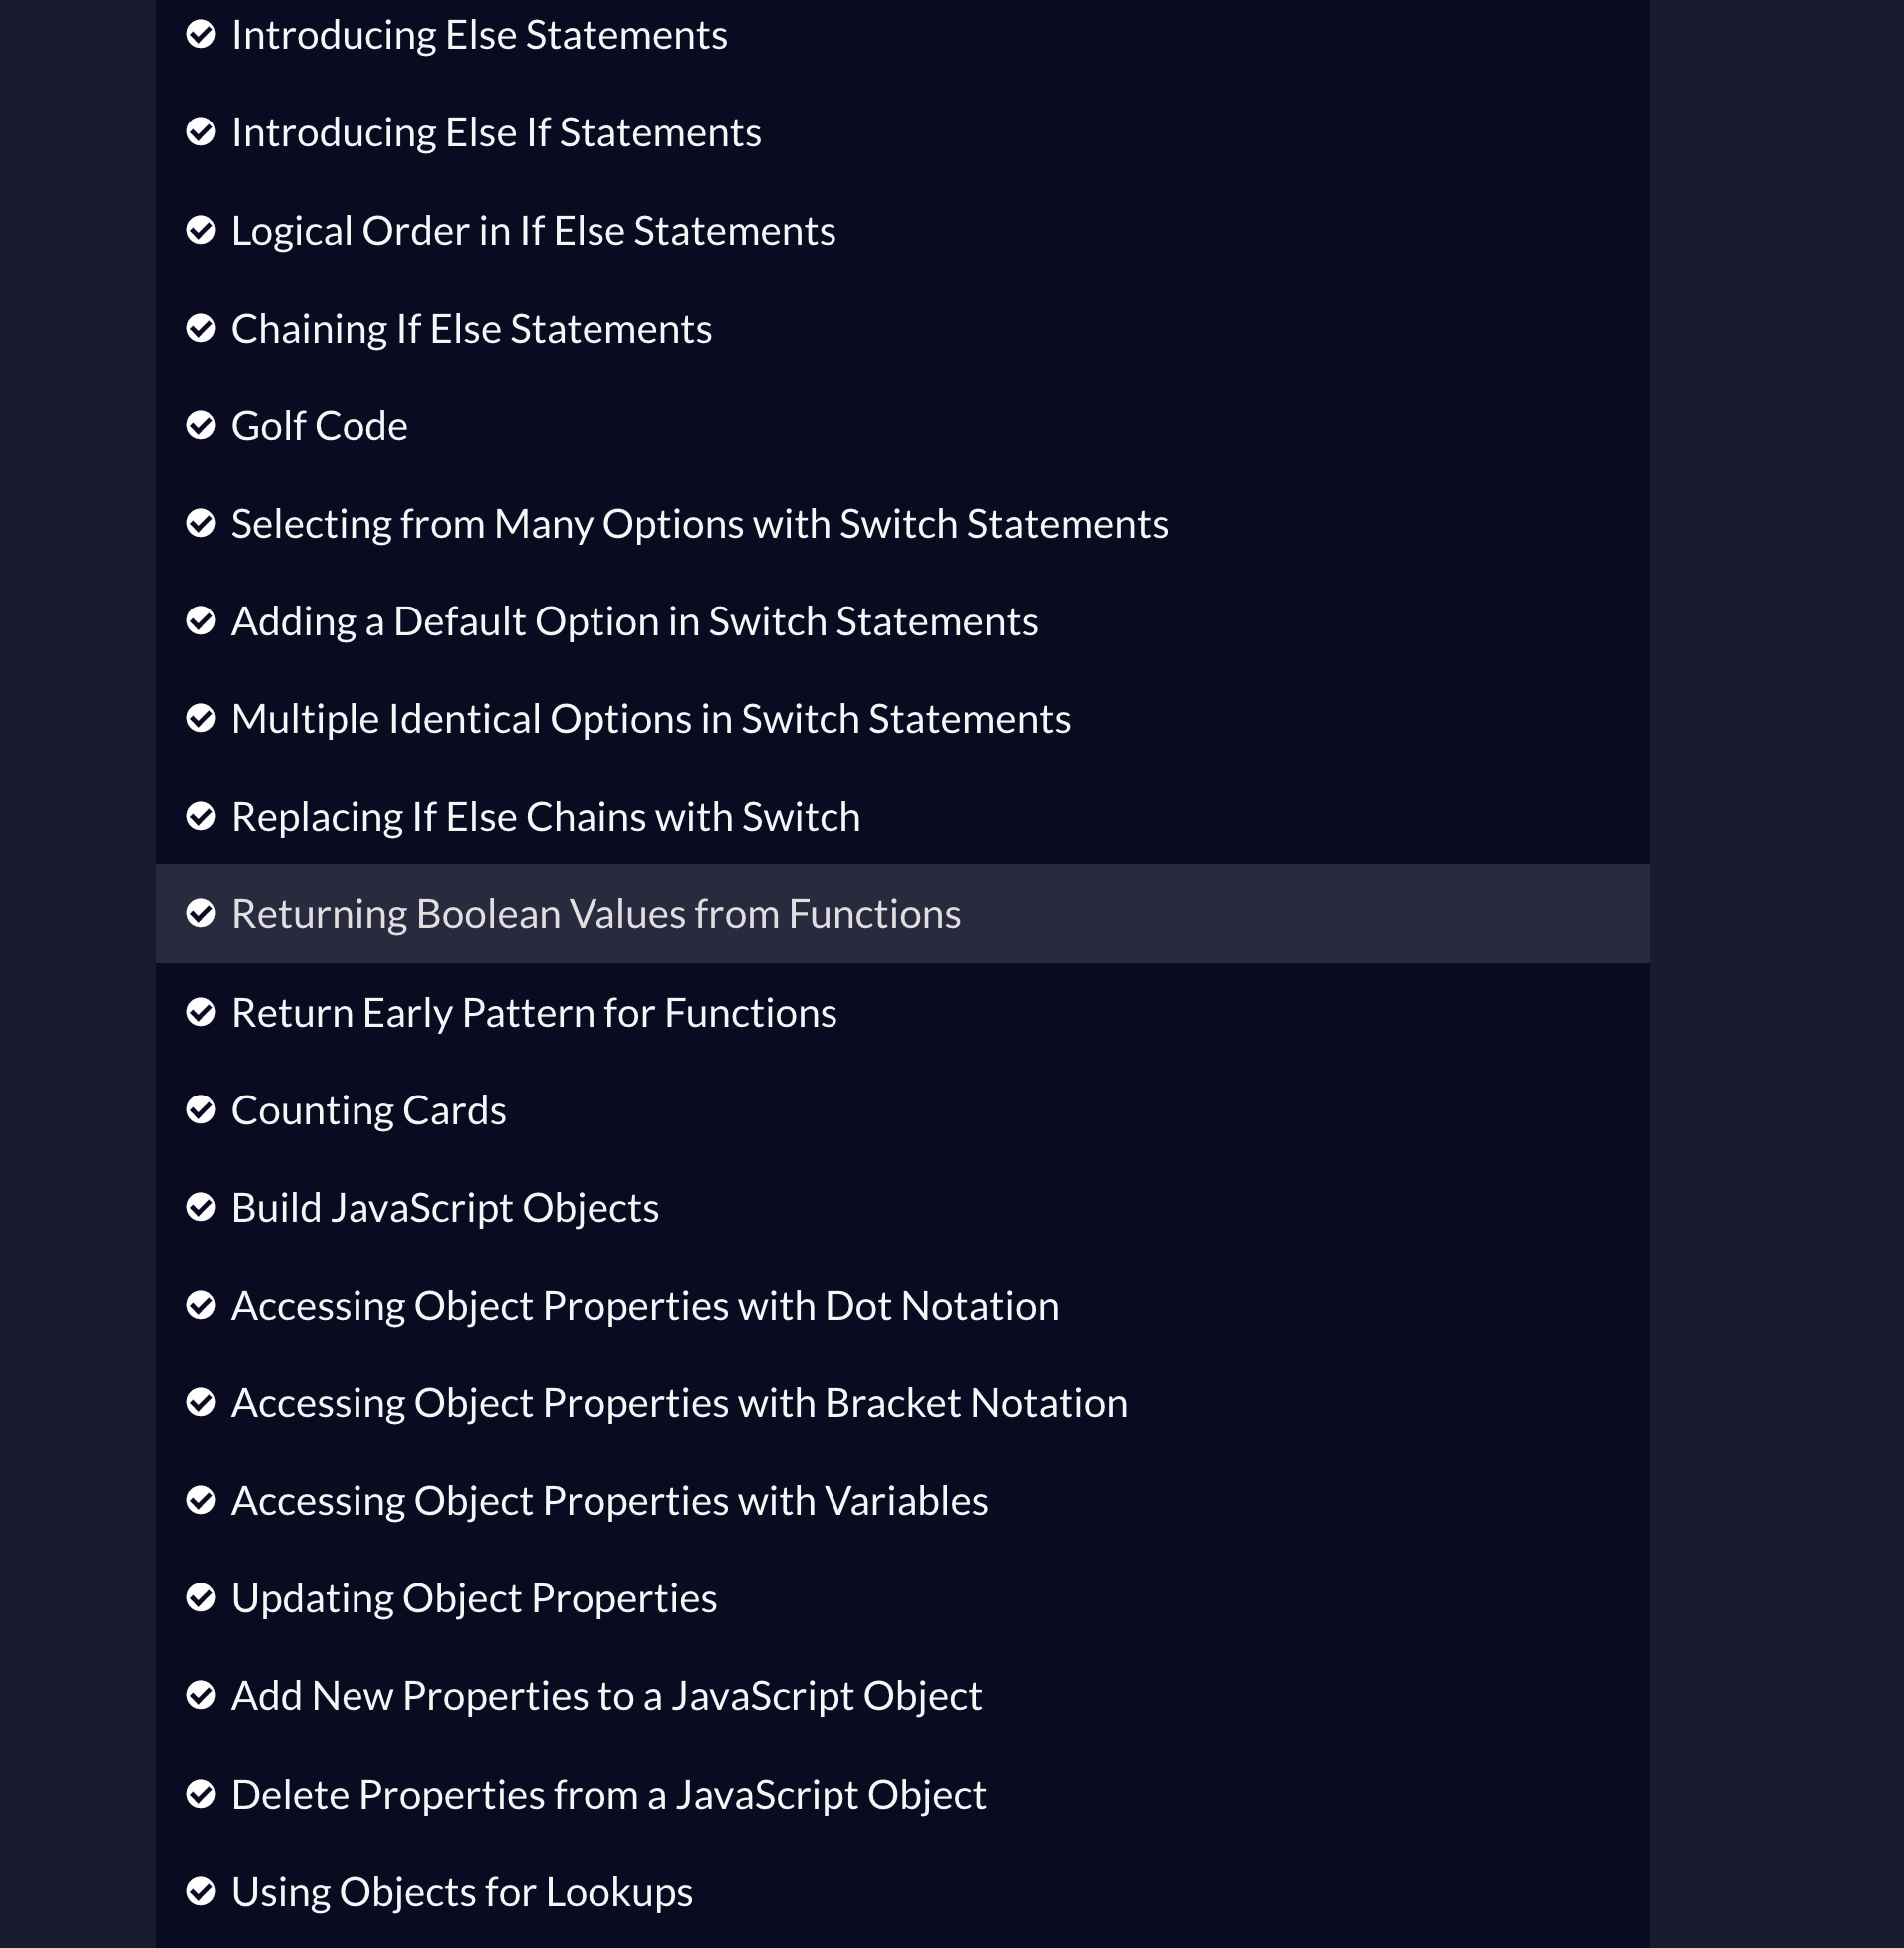 Introducing Else Statements
Introducing Else If Statements
Logical Order in If Else Statements
Chaining If Else Statements
Golf Code
Selecting from Many Options with Switch Statements
Adding a Default Option in Switch Statements
Multiple Identical Options in Switch Statements
Replacing If Else Chains with Switch
Returning Boolean Values from Functions
Return Early Pattern for Functions
Counting Cards
Build JavaScript Objects
Accessing Object Properties with Dot Notation
Accessing Object Properties with Bracket Notation
Accessing Object Properties with Variables
Updating Object Properties
Add New Properties to a JavaScript Object
Delete Properties from a JavaScript Object
Using Objects for Lookups